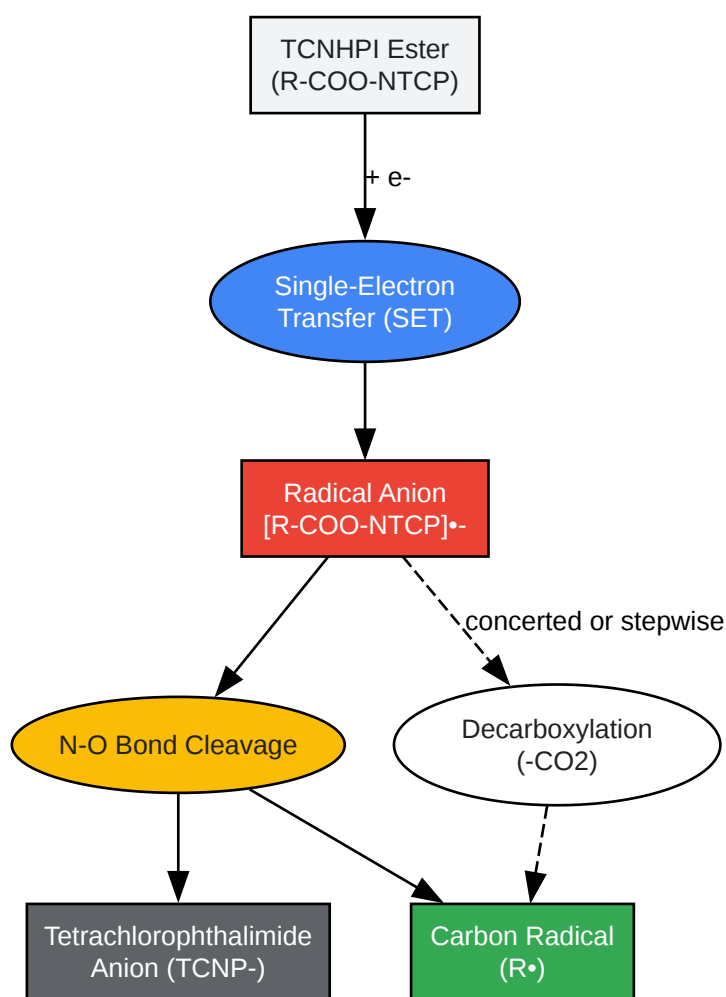 TCNHPI Ester
(R-COO-NTCP)
+ e-
Single-Electron
Transfer (SET)
Radical Anion
[R-COO-NTCP]•-
concerted or stepwise
N-O Bond Cleavage
Decarboxylation
(-CO2)
Tetrachlorophthalimide
Anion (TCNP-)
Carbon Radical
(R•)